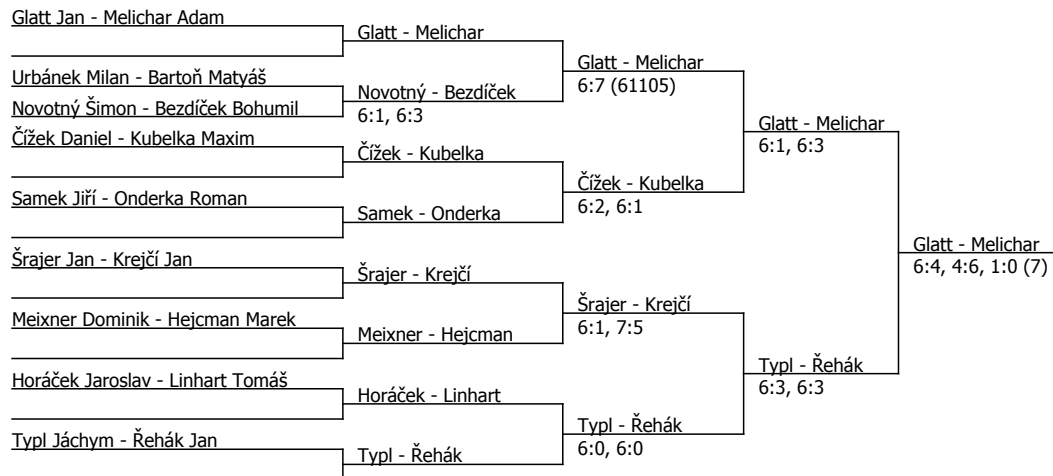 Glatt Jan - Melichar Adam
Urbánek Milan - Bartoň Matyáš
Novotný Šimon - Bezdíček Bohumil
Čížek Daniel - Kubelka Maxim
Samek Jiří - Onderka Roman
Šrajer Jan - Krejčí Jan
Meixner Dominik - Hejcman Marek
Horáček Jaroslav - Linhart Tomáš
Typl Jáchym - Řehák Jan
Glatt - Melichar
Novotný - Bezdíček
6:1, 6:3
Čížek - Kubelka
Samek - Onderka
Šrajer - Krejčí
Meixner - Hejcman
Horáček - Linhart
Typl - Řehák
Glatt - Melichar
6:7 (61105)
Čížek - Kubelka
6:2, 6:1
Šrajer - Krejčí
6:1, 7:5
Typl - Řehák
6:0, 6:0
Glatt - Melichar
6:1, 6:3
Typl - Řehák
6:3, 6:3
Glatt - Melichar
6:4, 4:6, 1:0 (7)